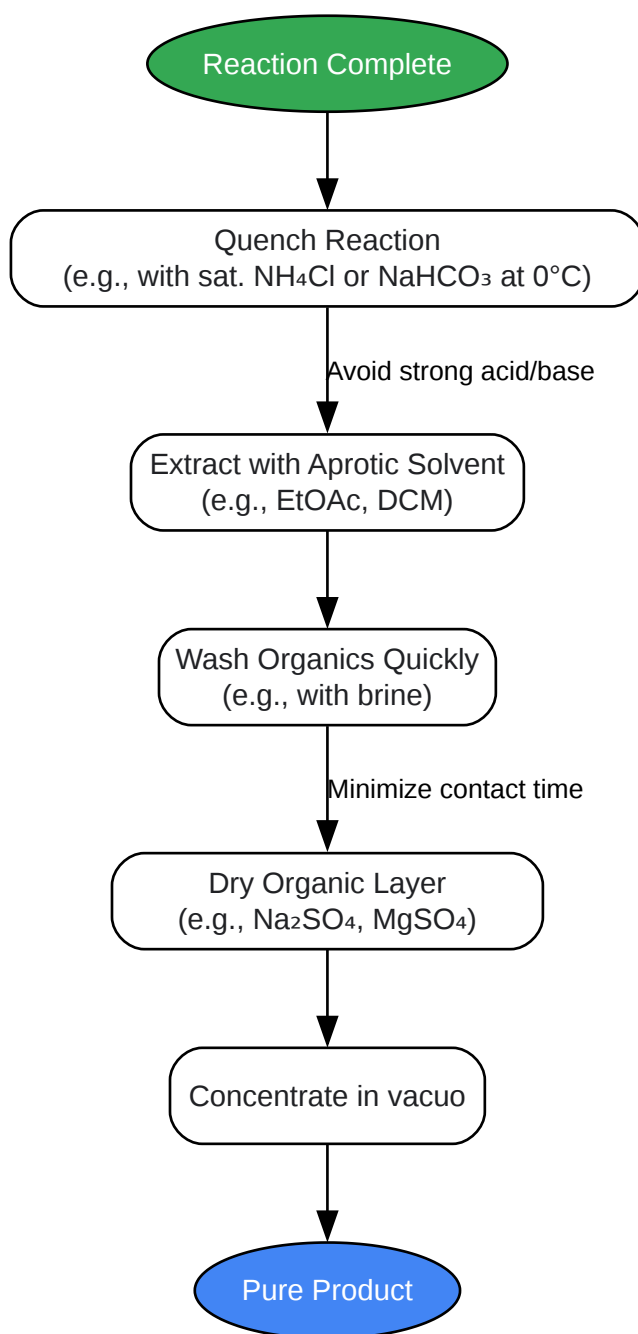 Reaction Complete
Quench Reaction
(e.g., with sat. NH₄Cl or NaHCO₃ at 0°C)
Avoid strong acid/base
Extract with Aprotic Solvent
(e.g., EtOAc, DCM)
Wash Organics Quickly
(e.g., with brine)
Minimize contact time
Dry Organic Layer
(e.g., Na₂SO₄, MgSO₄)
Concentrate in vacuo
Pure Product